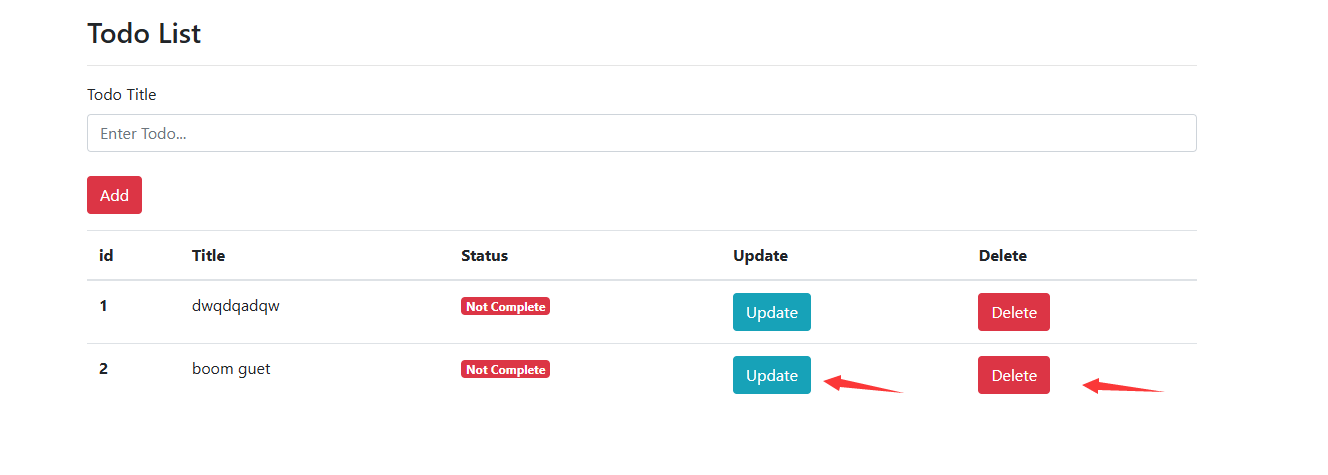 Todo List
Todo Title
Enter Todo...
Add
id Title Status Update Delete
1 dwqdqadqw Not Complete Update Delete
2 boom guet Not Complete Update Delete